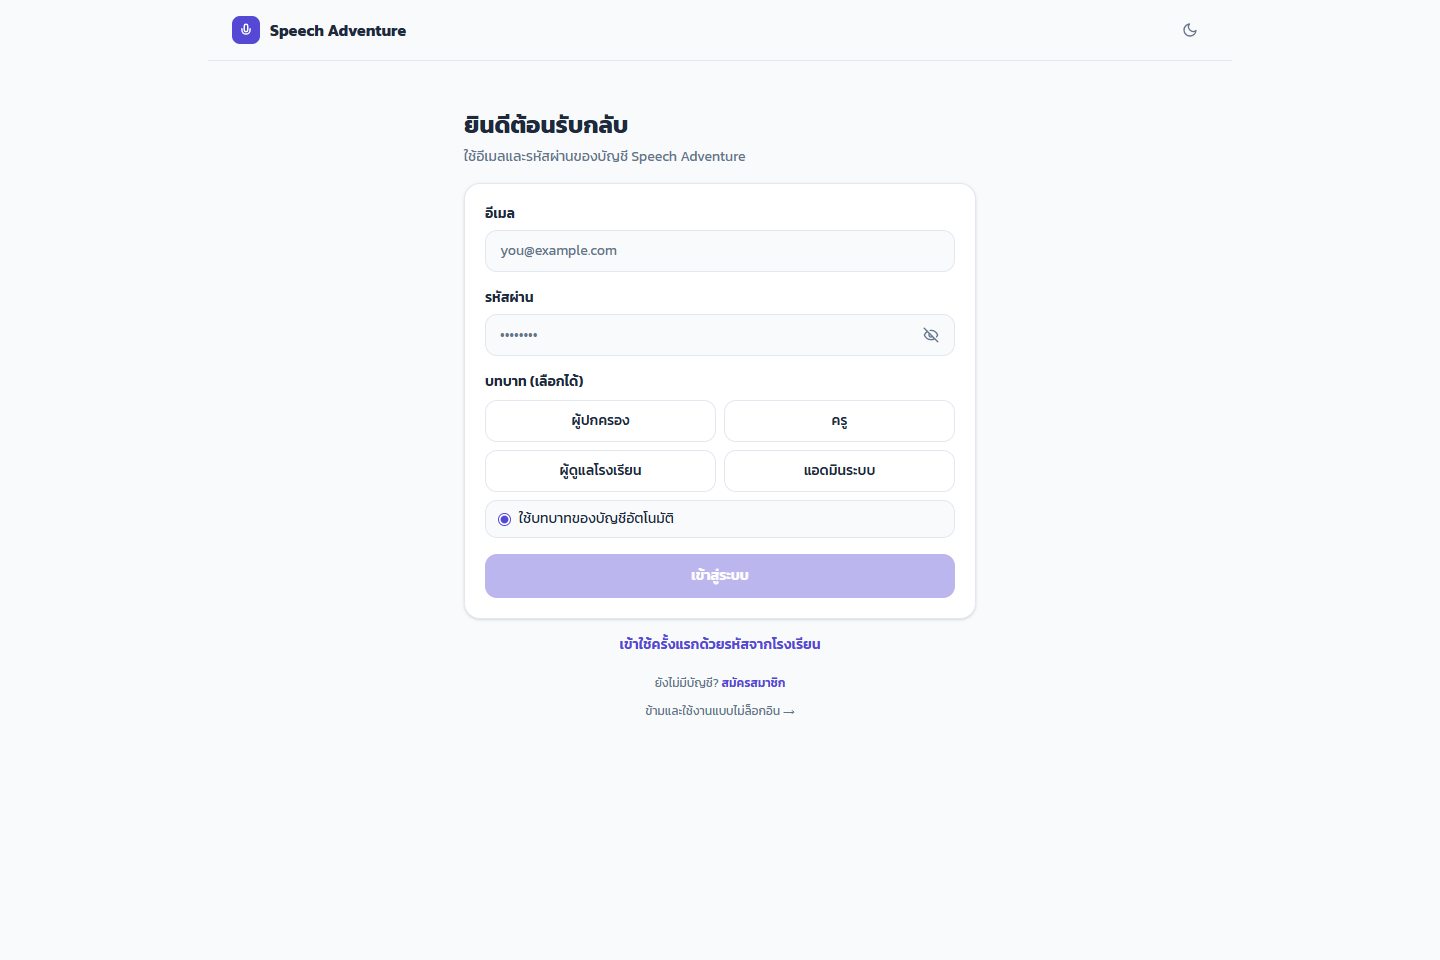 Speech Adventure
ยินดีต้อนรับกลับ
ใช้อีเมลและรหัสผ่านของบัญชี Speech Adventure
อีเมล
you@example.com
รหัสผ่าน
••••••••
บทบาท (เลือกได้)
ผู้ปกครอง
ครู
ผู้ดูแลโรงเรียน
แอดมินระบบ
ใช้บทบาทของบัญชีอัตโนมัติ
เข้าสู่ระบบ
เข้าใช้ครั้งแรกด้วยรหัสจากโรงเรียน
ยังไม่มีบัญชี? สมัครสมาชิก
ข้ามและใช้งานแบบไม่ล็อกอิน →